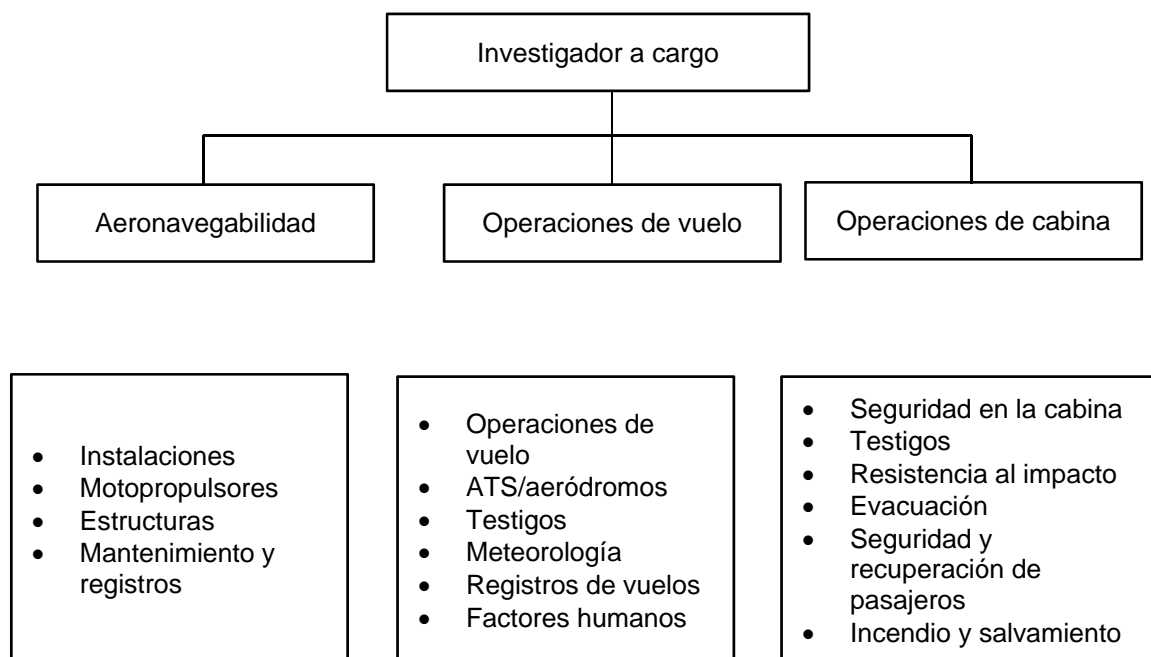 Investigador a cargo
Aeronavegabilidad
Operaciones de vuelo
Operaciones de cabina
• Instalaciones
• Motopropulsores
• Estructuras
• Mantenimiento y
registros
• Operaciones de
vuelo
• ATS/aeródromos
• Testigos
• Meteorología
• Registros de vuelos
• Factores humanos
• Seguridad en la cabina
• Testigos
• Resistencia al impacto
• Evacuación
• Seguridad y
recuperación de
pasajeros
• Incendio y salvamento